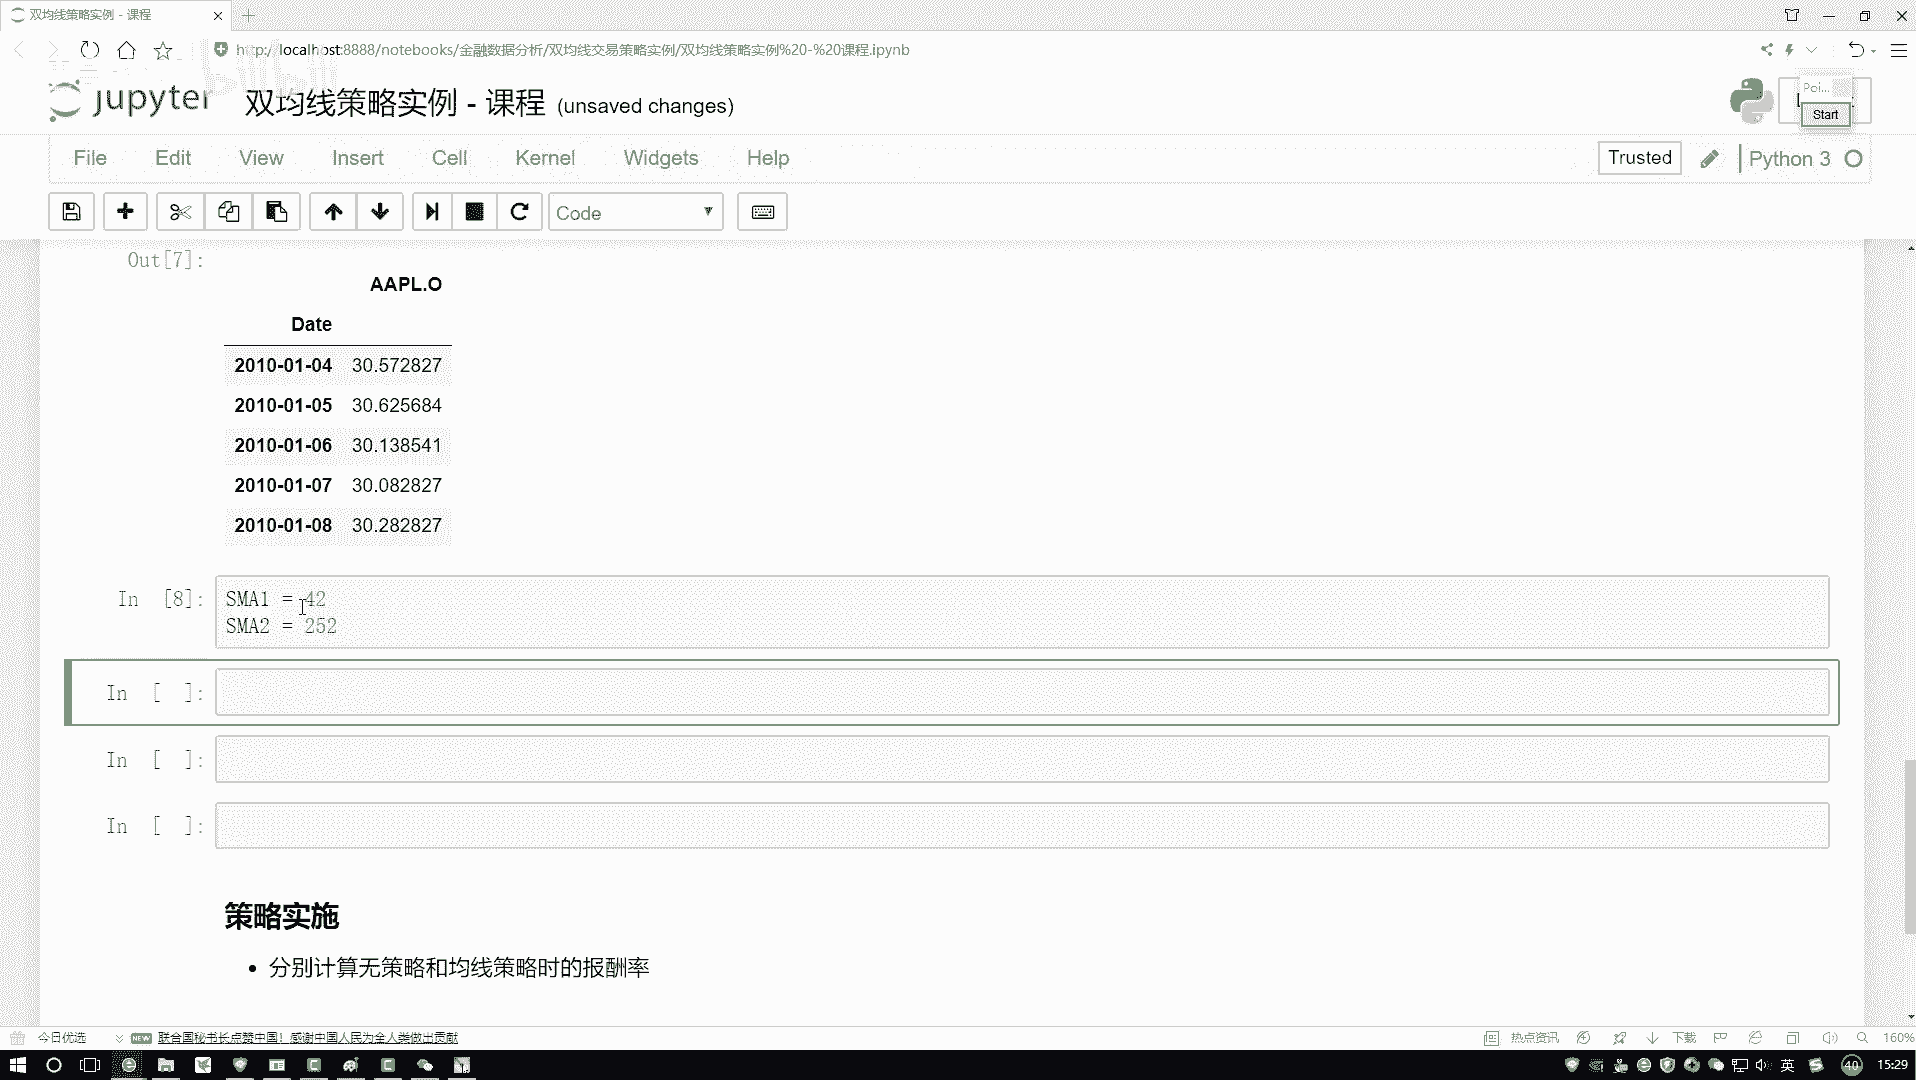 双均线策略实例 - 课程
http://localhost:8888/notebooks/金融数据分析/双均线交易策略实例/双均线策略实例%20-%20课程.ipynb
bilibili
jupyter 双均线策略实例 - 课程 (unsaved changes)
Poi...
Start
File Edit View Insert Cell Kernel Widgets Help
Trusted Python 3 O
Code
Out[7]:
AAPL.O
Date
2010-01-04 30.572827
2010-01-05 30.625684
2010-01-06 30.138541
2010-01-07 30.082827
2010-01-08 30.282827
In [8]: SMA1 = 42
SMA2 = 252
In [ ]:
In [ ]:
In [ ]:
策略实施
• 分别计算无策略和均线策略时的报酬率
今日优选 NEW 联合国秘书长点赞中国！感谢中国人民为全人类做出贡献 热点资讯 下载 160%
英 40 15:29